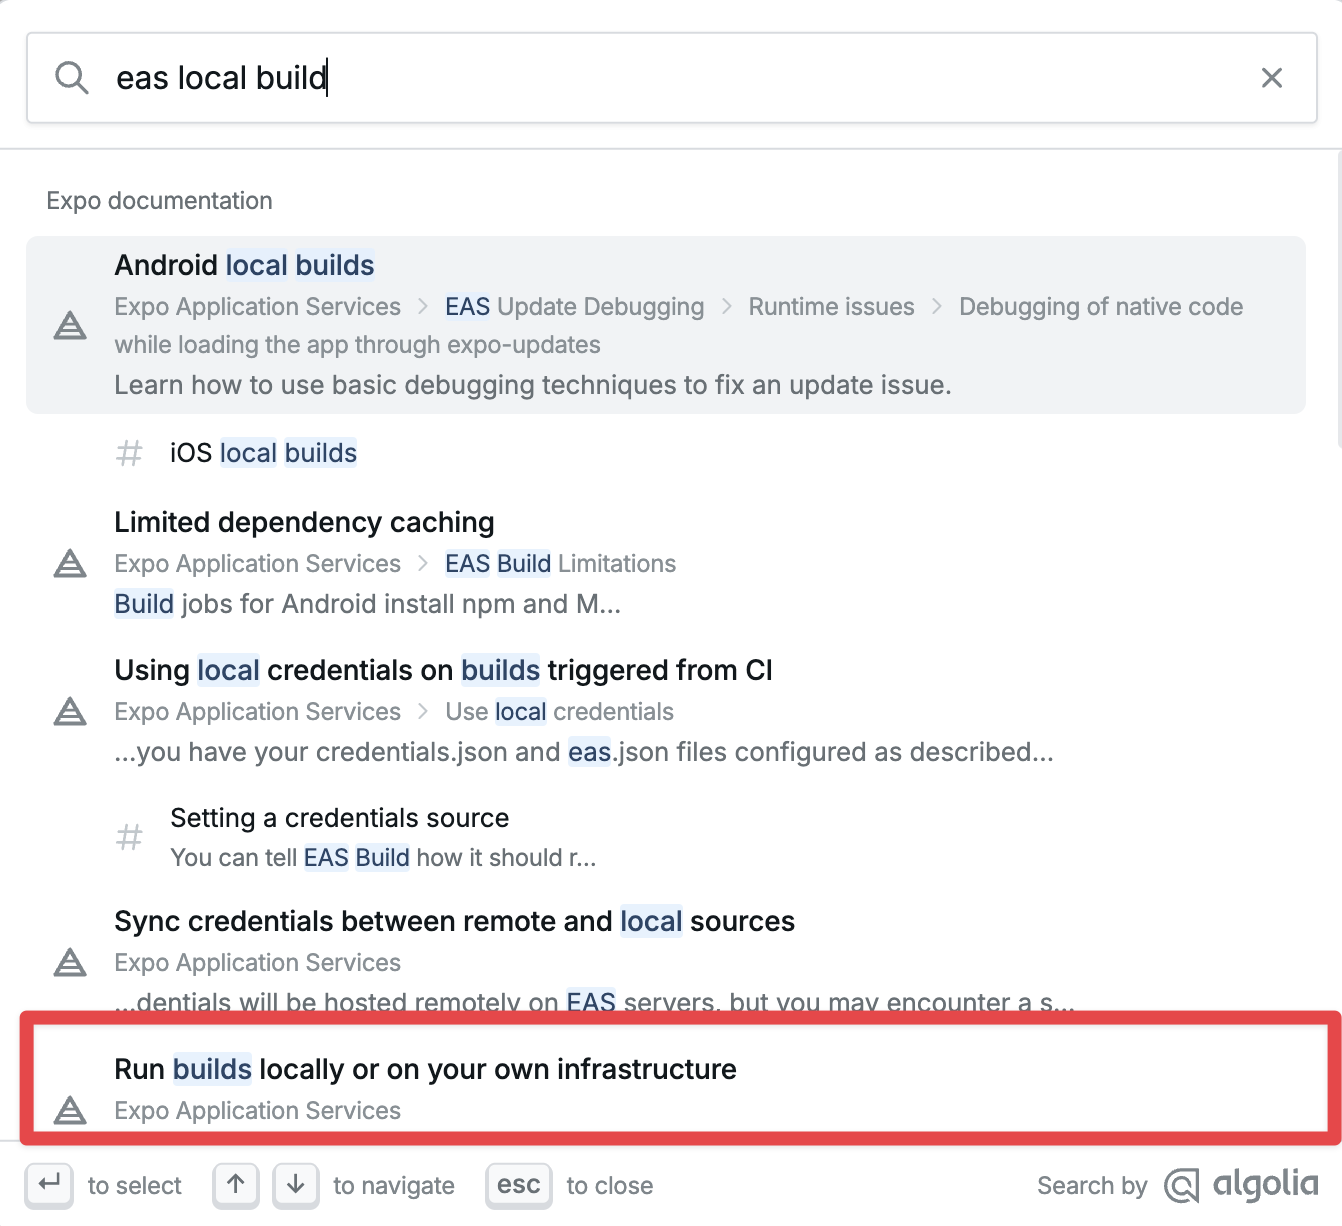 eas local build
Expo documentation
Android local builds
Expo Application Services > EAS Update Debugging > Runtime issues > Debugging of native code
while loading the app through expo-updates
Learn how to use basic debugging techniques to fix an update issue.
# iOS local builds
Limited dependency caching
Expo Application Services > EAS Build Limitations
Build jobs for Android install npm and M...
Using local credentials on builds triggered from CI
Expo Application Services > Use local credentials
...you have your credentials.json and eas.json files configured as described...
Setting a credentials source
# You can tell EAS Build how it should r...
Sync credentials between remote and local sources
Expo Application Services
...dentials will be hosted remotely on EAS servers, but you may encounter a s...
Run builds locally or on your own infrastructure
Expo Application Services
to select to navigate esc to close Search by algolia